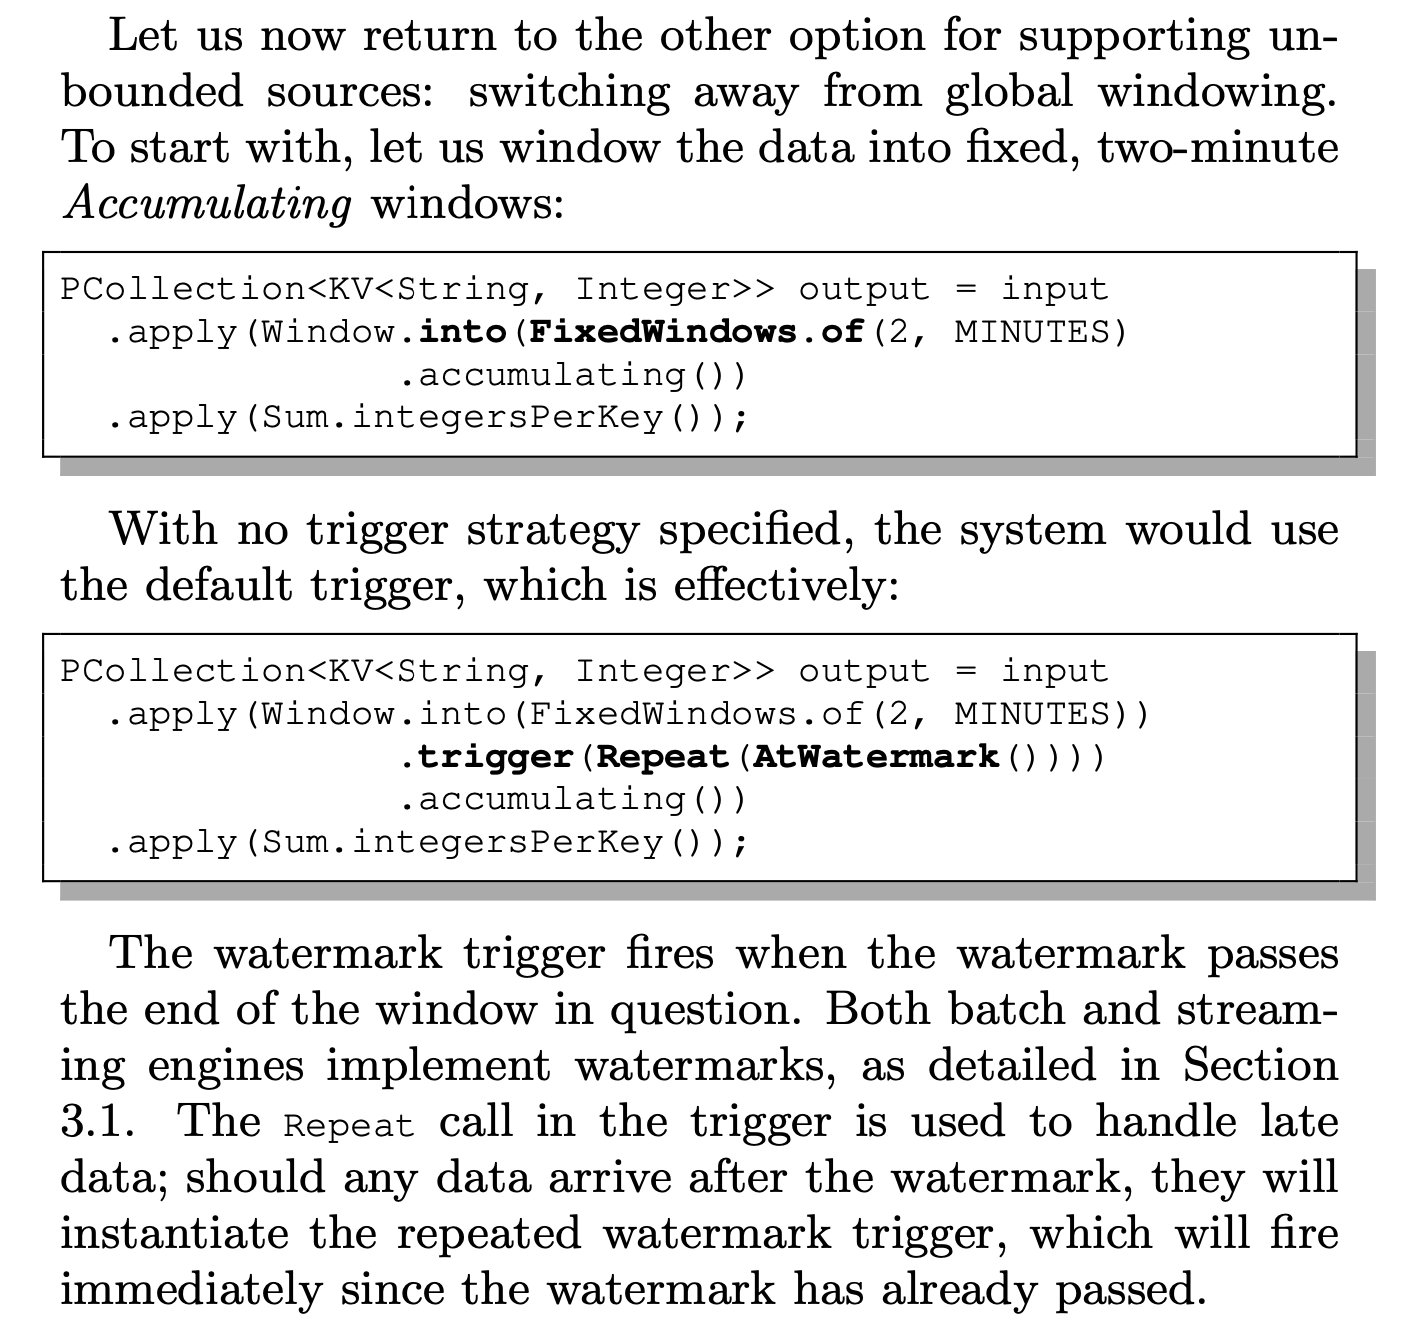 Let us now return to the other option for supporting un-
bounded sources: switching away from global windowing.
To start with, let us window the data into fixed, two-minute
Accumulating windows:
PCollection<KV<String, Integer>> output = input
  .apply(Window.into(FixedWindows.of(2, MINUTES)
               .accumulating())
  .apply(Sum.integersPerKey());
With no trigger strategy specified, the system would use
the default trigger, which is effectively:
PCollection<KV<String, Integer>> output = input
  .apply(Window.into(FixedWindows.of(2, MINUTES))
               .trigger(Repeat(AtWatermark())))
               .accumulating())
  .apply(Sum.integersPerKey());
The watermark trigger fires when the watermark passes
the end of the window in question. Both batch and stream-
ing engines implement watermarks, as detailed in Section
3.1. The Repeat call in the trigger is used to handle late
data; should any data arrive after the watermark, they will
instantiate the repeated watermark trigger, which will fire
immediately since the watermark has already passed.